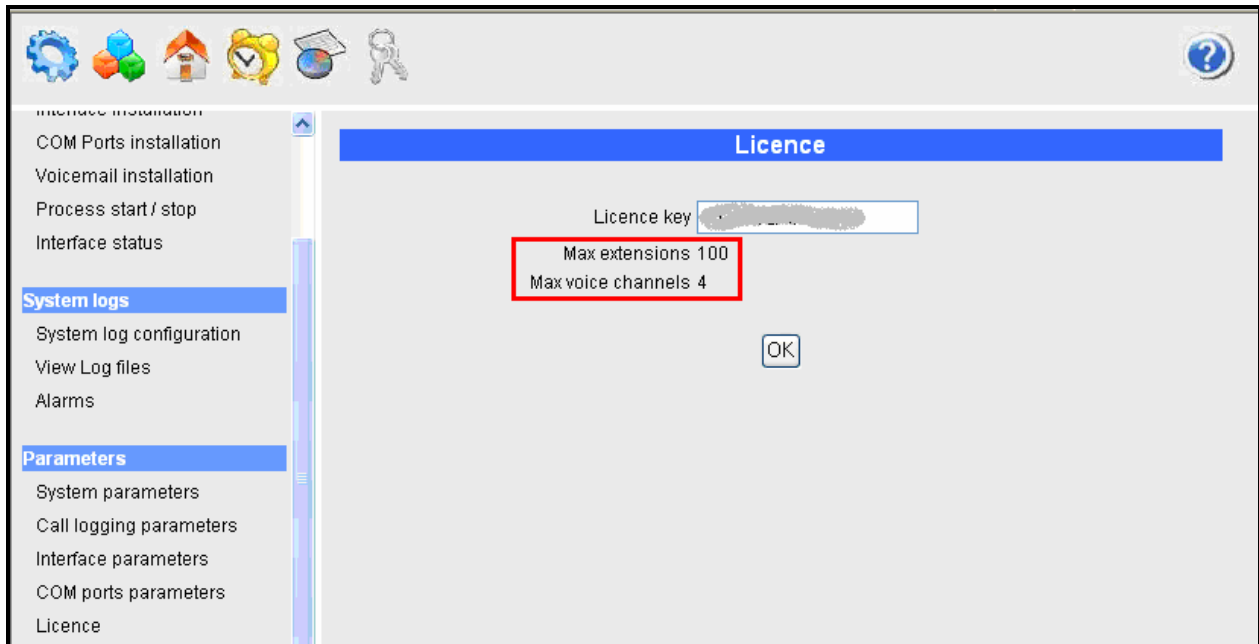 COM Ports installation
Voicemail installation
Process start / stop
Interface status
System logs
System log configuration
View Log files
Alarms
Parameters
System parameters
Call logging parameters
Interface parameters
COM ports parameters
Licence
Licence
Licence key
Max extensions 100
Max voice channels 4
OK